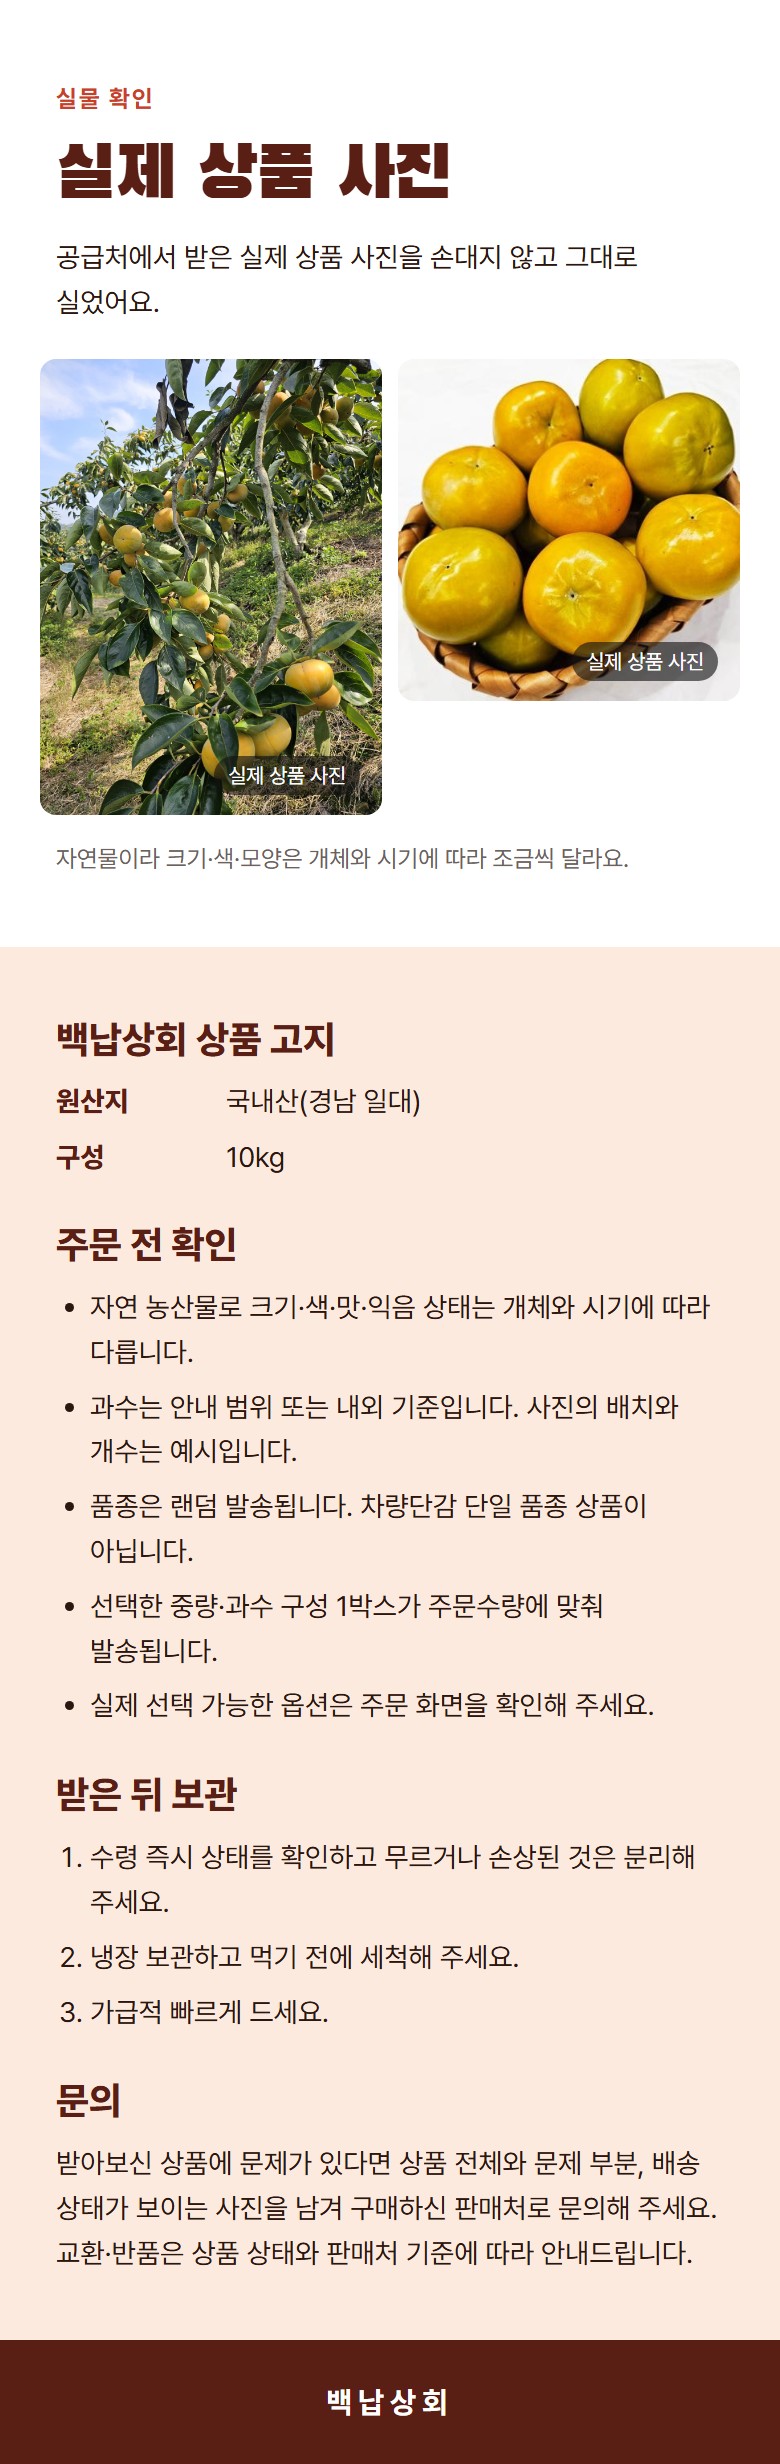 실물 확인
실제 상품 사진
공급처에서 받은 실제 상품 사진을 손대지 않고 그대로
실었어요.
실제 상품 사진
실제 상품 사진
자연물이라 크기·색·모양은 개체와 시기에 따라 조금씩 달라요.
백납상회 상품 고지
원산지 국내산(경남 일대)
구성 10kg
주문 전 확인
• 자연 농산물로 크기·색·맛·익음 상태는 개체와 시기에 따라
다릅니다.
• 과수는 안내 범위 또는 내외 기준입니다. 사진의 배치와
개수는 예시입니다.
• 품종은 랜덤 발송됩니다. 차량단감 단일 품종 상품이
아닙니다.
• 선택한 중량·과수 구성 1박스가 주문수량에 맞춰
발송됩니다.
• 실제 선택 가능한 옵션은 주문 화면을 확인해 주세요.
받은 뒤 보관
1. 수령 즉시 상태를 확인하고 무르거나 손상된 것은 분리해
주세요.
2. 냉장 보관하고 먹기 전에 세척해 주세요.
3. 가급적 빠르게 드세요.
문의
받아보신 상품에 문제가 있다면 상품 전체와 문제 부분, 배송
상태가 보이는 사진을 남겨 구매하신 판매처로 문의해 주세요.
교환·반품은 상품 상태와 판매처 기준에 따라 안내드립니다.
백납상회